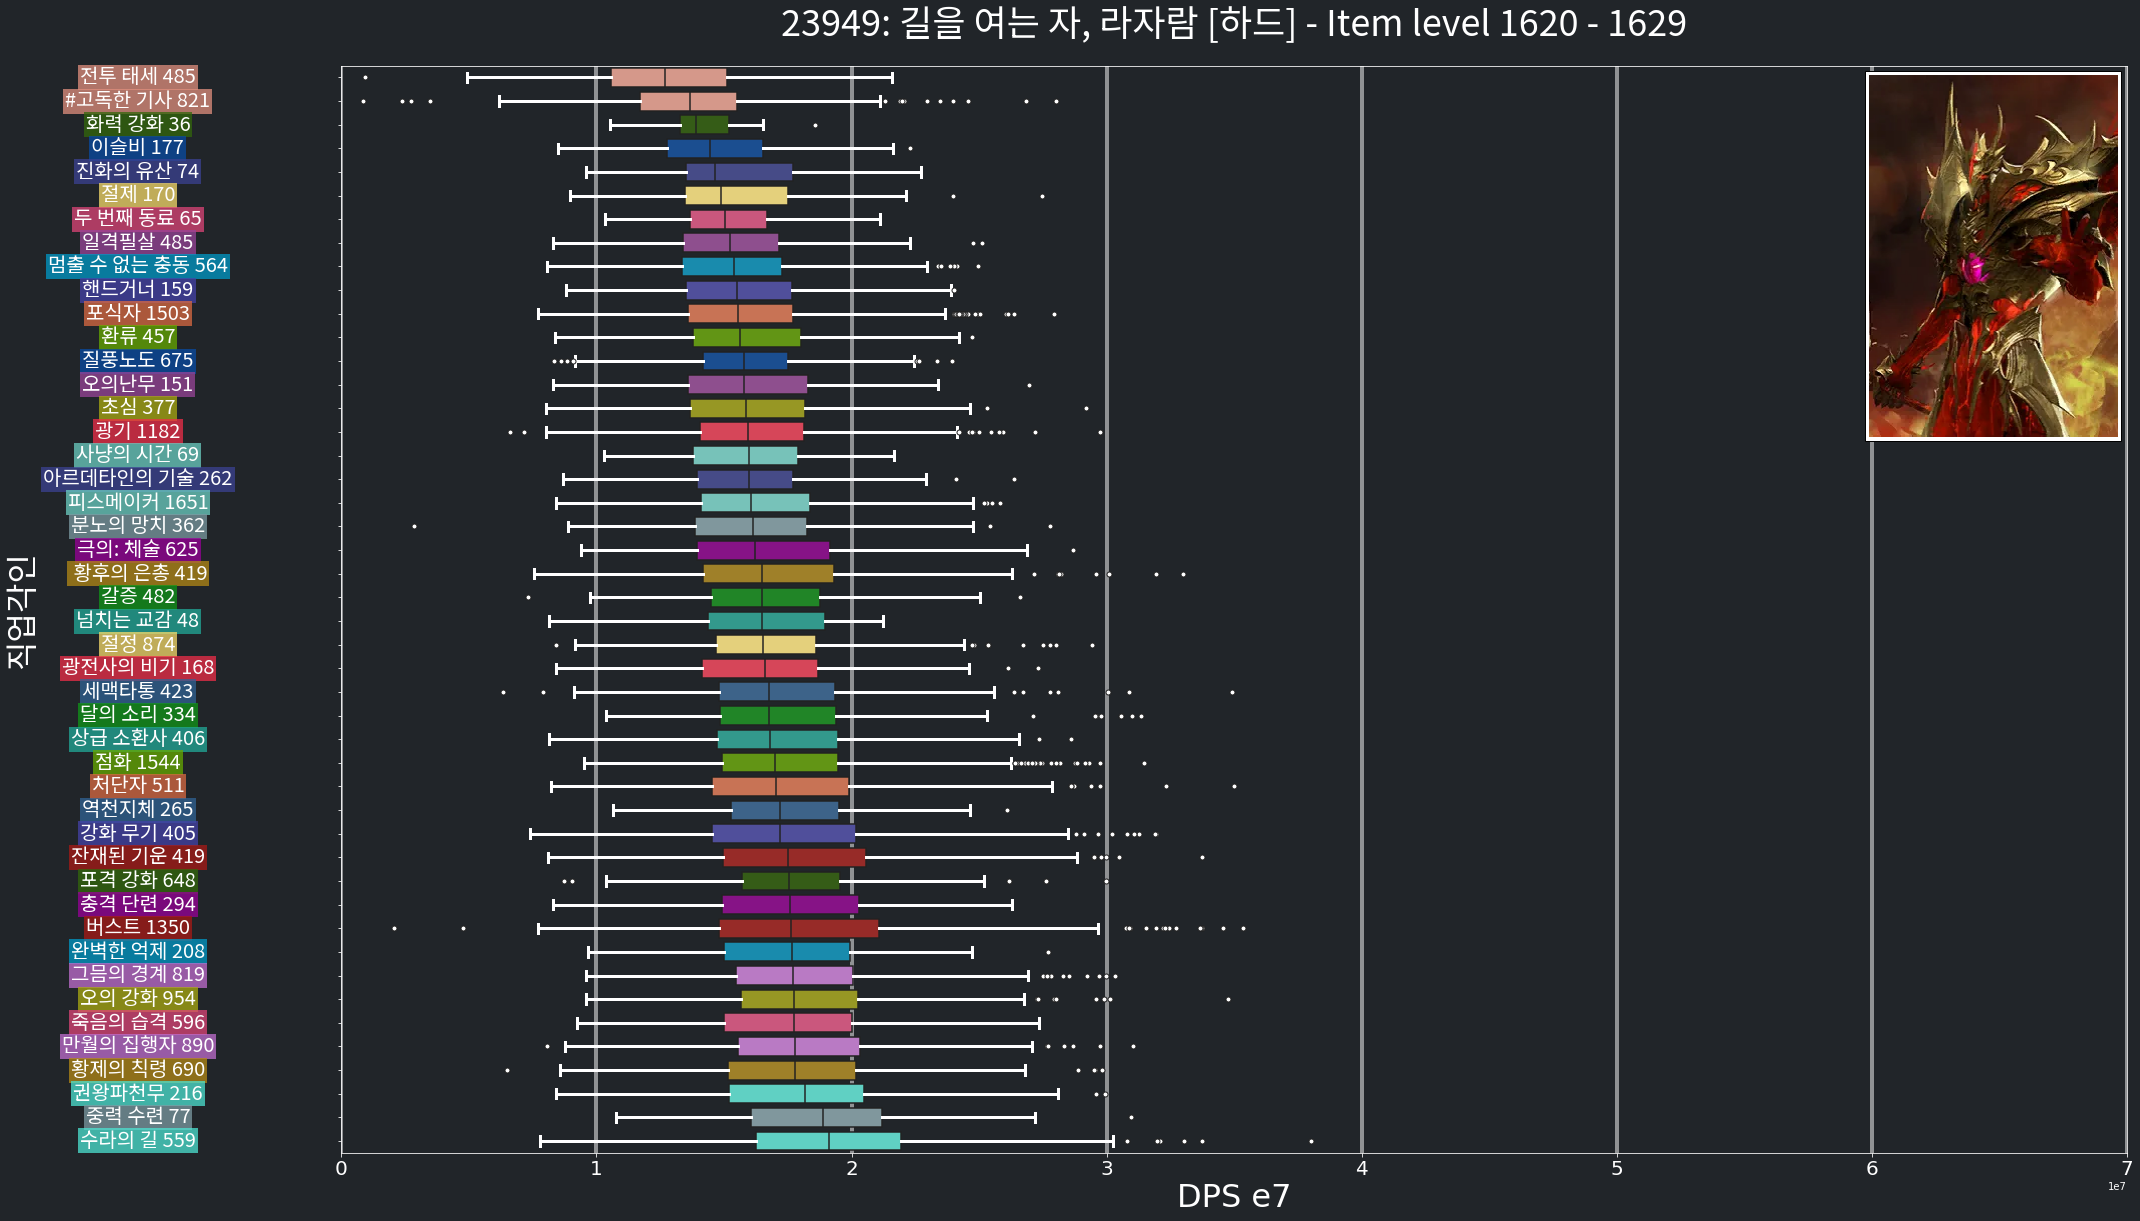 23949: 길을 여는 자, 라자람 [하드] - Item level 1620 - 1629
직업각인
전투 태세 485
#고독한 기사 821
화력 강화 36
이슬비 177
진화의 유산 74
절제 170
두 번째 동료 65
일격필살 485
멈출 수 없는 충동 564
핸드거너 159
포식자 1503
환류 457
질풍노도 675
오의난무 151
초심 377
광기 1182
사냥의 시간 69
아르데타인의 기술 262
피스메이커 1651
분노의 망치 362
극의: 체술 625
황후의 은총 419
갈증 482
넘치는 교감 48
절정 874
광전사의 비기 168
세맥타통 423
달의 소리 334
상급 소환사 406
점화 1544
처단자 511
역천지체 265
강화 무기 405
잔재된 기운 419
포격 강화 648
충격 단련 294
버스트 1350
완벽한 억제 208
그믐의 경계 819
오의 강화 954
죽음의 습격 596
만월의 집행자 890
황제의 칙령 690
권왕파천무 216
중력 수련 77
수라의 길 559
0 1 2 3 4 5 6 7
1e7
DPS e7